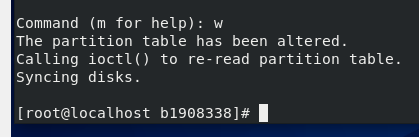 Command (m for help): w
The partition table has been altered.
Calling ioctl() to re-read partition table.
Syncing disks.
[root@localhost b1908338]#